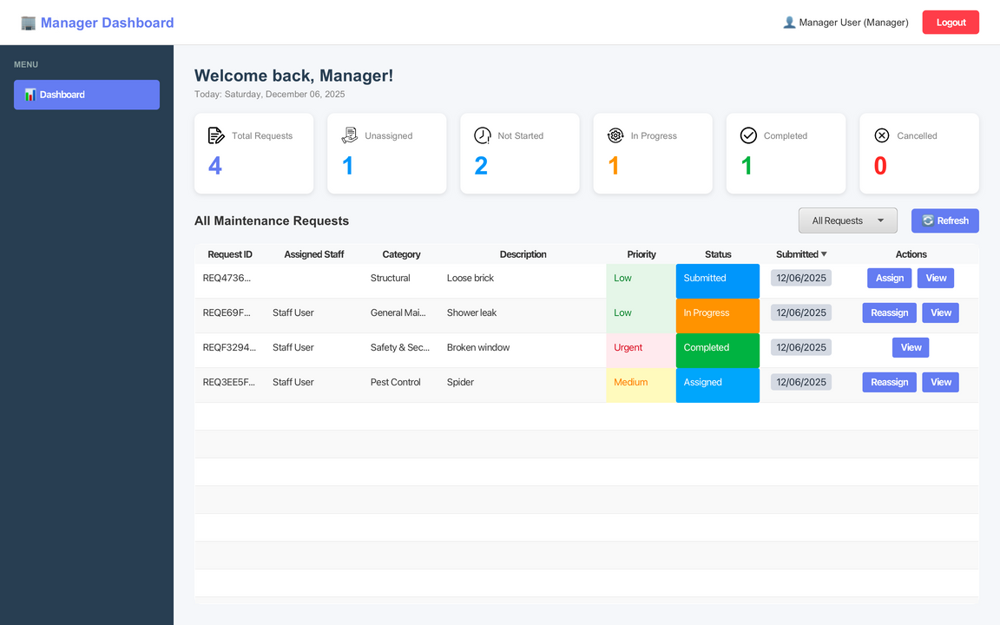 Manager Dashboard
Manager User (Manager)
Logout
MENU
Dashboard
Welcome back, Manager!
Today: Saturday, December 06, 2025
Total Requests
4
Unassigned
1
Not Started
2
In Progress
1
Completed
1
Cancelled
0
All Maintenance Requests
All Requests
Refresh
Request ID Assigned Staff Category Description Priority Status Submitted Actions
REQ4736... Structural Loose brick Low Submitted 12/06/2025 Assign View
REQE69F... Staff User General Mai... Shower leak Low In Progress 12/06/2025 Reassign View
REQF3294... Staff User Safety & Sec... Broken window Urgent Completed 12/06/2025 View
REQ3EE5F... Staff User Pest Control Spider Medium Assigned 12/06/2025 Reassign View